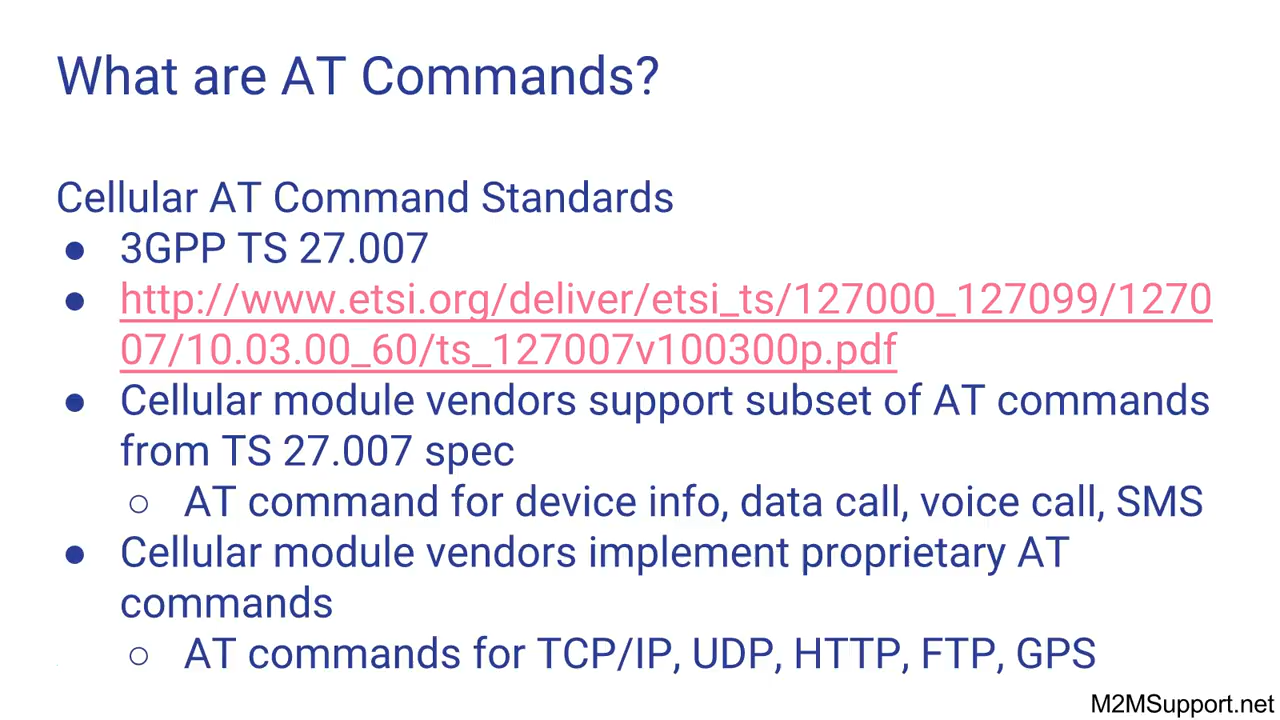 What are AT Commands?
Cellular AT Command Standards
● 3GPP TS 27.007
● http://www.etsi.org/deliver/etsi_ts/127000_127099/1270
07/10.03.00_60/ts_127007v100300p.pdf
● Cellular module vendors support subset of AT commands
from TS 27.007 spec
○ AT command for device info, data call, voice call, SMS
● Cellular module vendors implement proprietary AT
commands
○ AT commands for TCP/IP, UDP, HTTP, FTP, GPS
M2MSupport.net